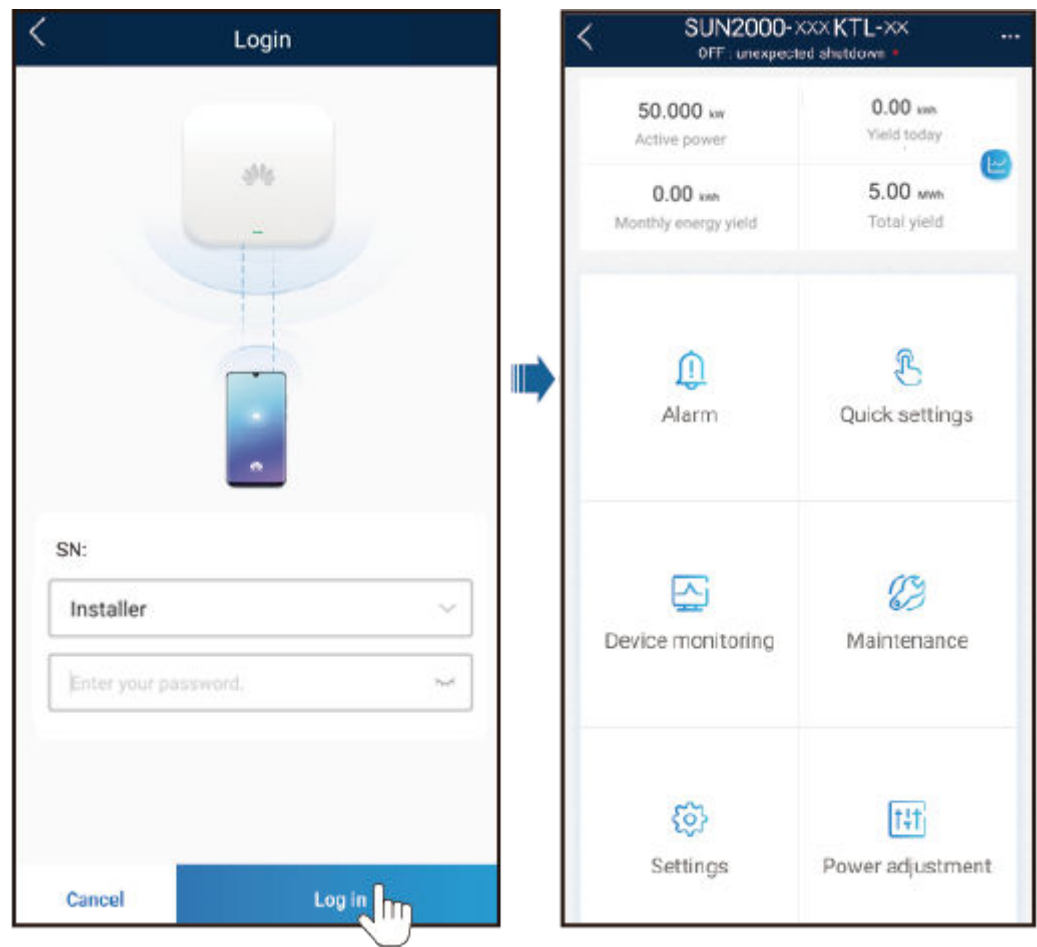 Login
SN:
Installer
Enter your password.
Cancel
Log in
SUN2000-×××KTL-××
OFF : unexpected shutdown
50.000 kW
0.00 kWh
Active power
Yield today
0.00 kWh
5.00 MWh
Monthly energy yield
Total yield
Alarm
Quick settings
Device monitoring
Maintenance
Settings
Power adjustment